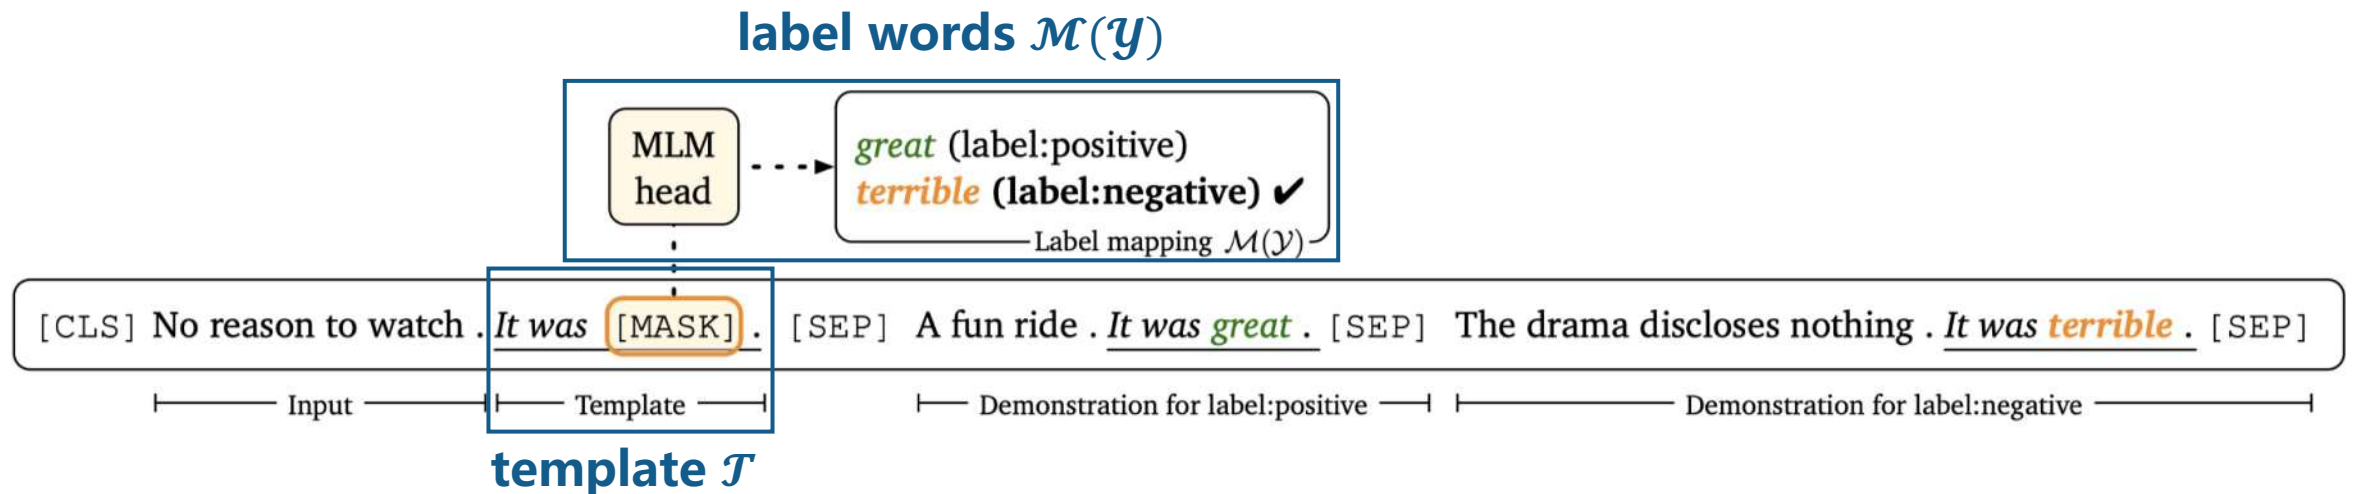 label words ℳ(𝒴)
MLM
head
great (label:positive)
terrible (label:negative) ✔
Label mapping ℳ(𝒴)
[CLS] No reason to watch . It was [MASK] . [SEP] A fun ride . It was great . [SEP] The drama discloses nothing . It was terrible . [SEP]
Input Template Demonstration for label:positive Demonstration for label:negative
template 𝒯